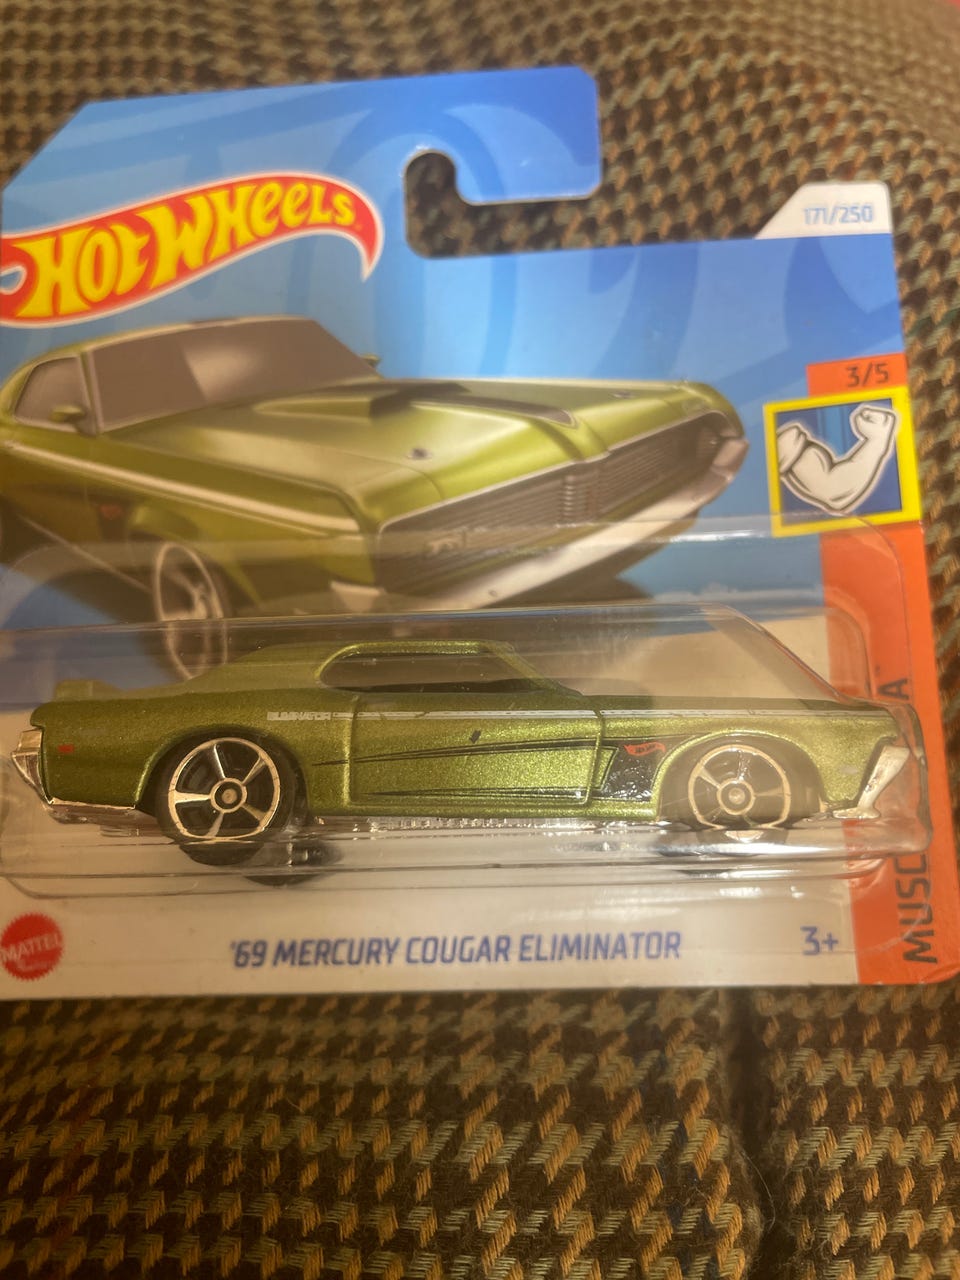 HOT WHEELS
171/250
3/5
ELIMINATOR
MATTEL
'69 MERCURY COUGAR ELIMINATOR
3+